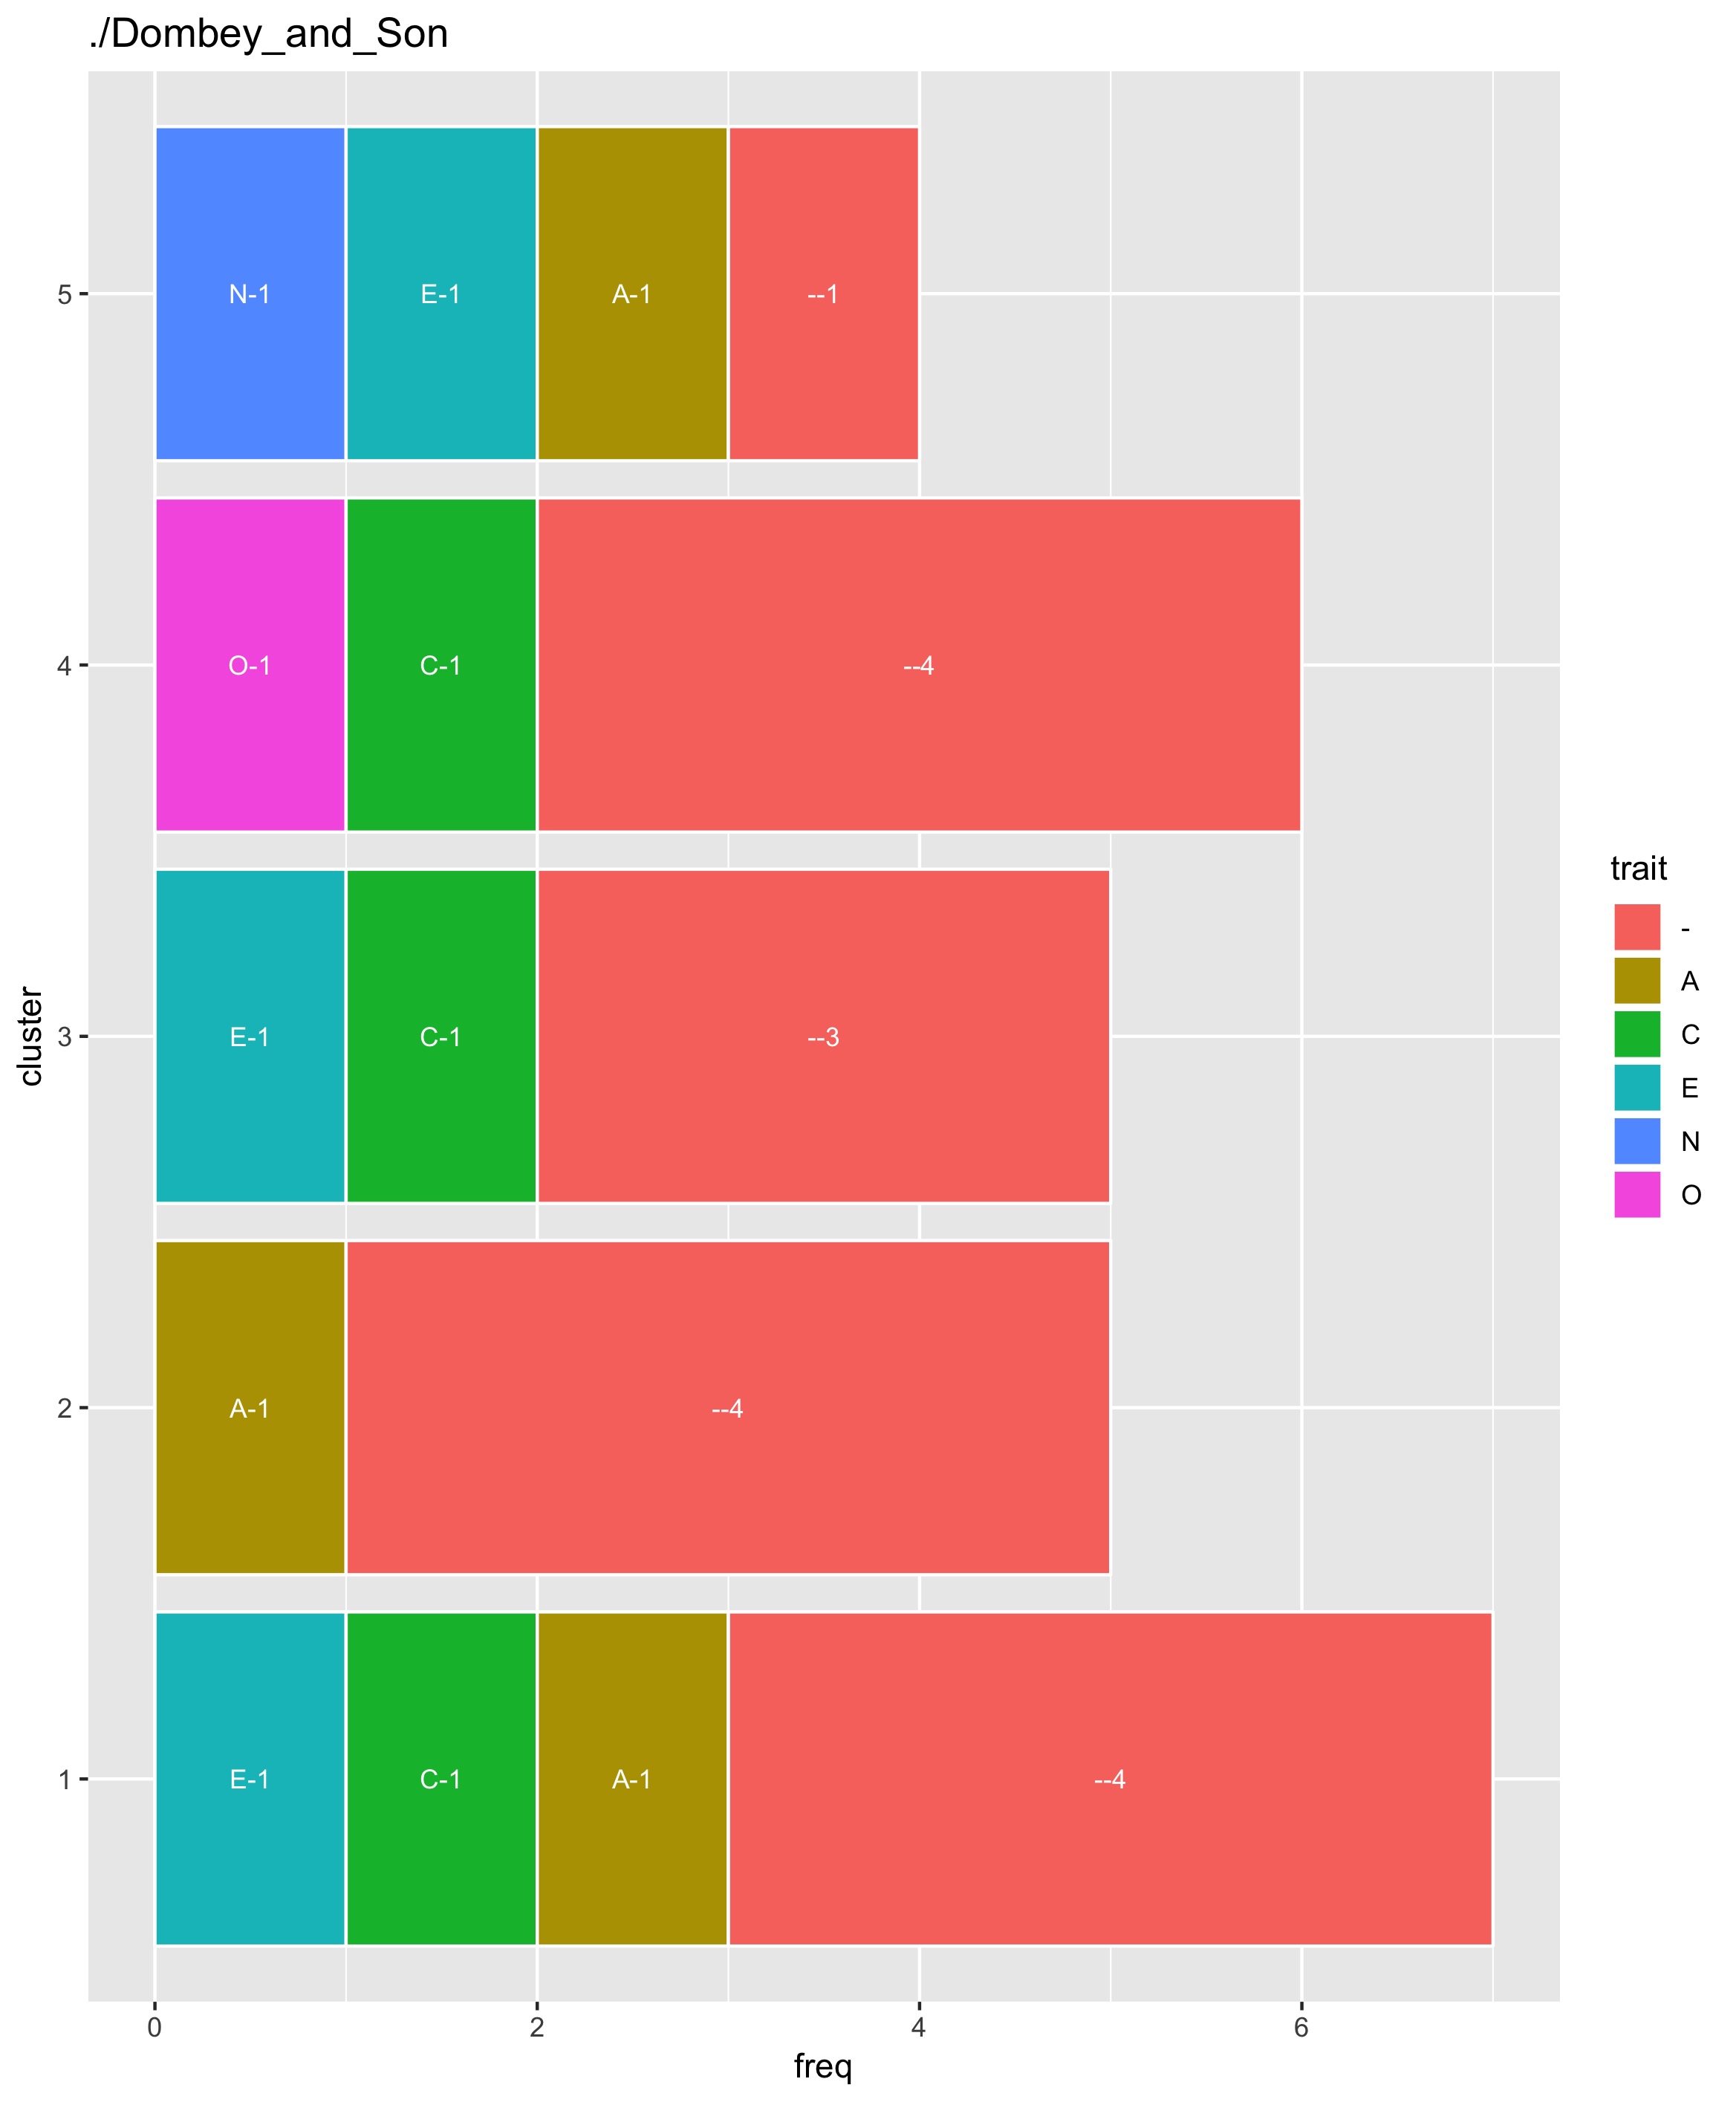 ./Dombey_and_Son
5
N-1 E-1 A-1 --1
4
O-1 C-1 --4
3
E-1 C-1 --3
2
A-1 --4
1
E-1 C-1 A-1 --4
cluster
0 2 4 6
freq
trait
-
A
C
E
N
O